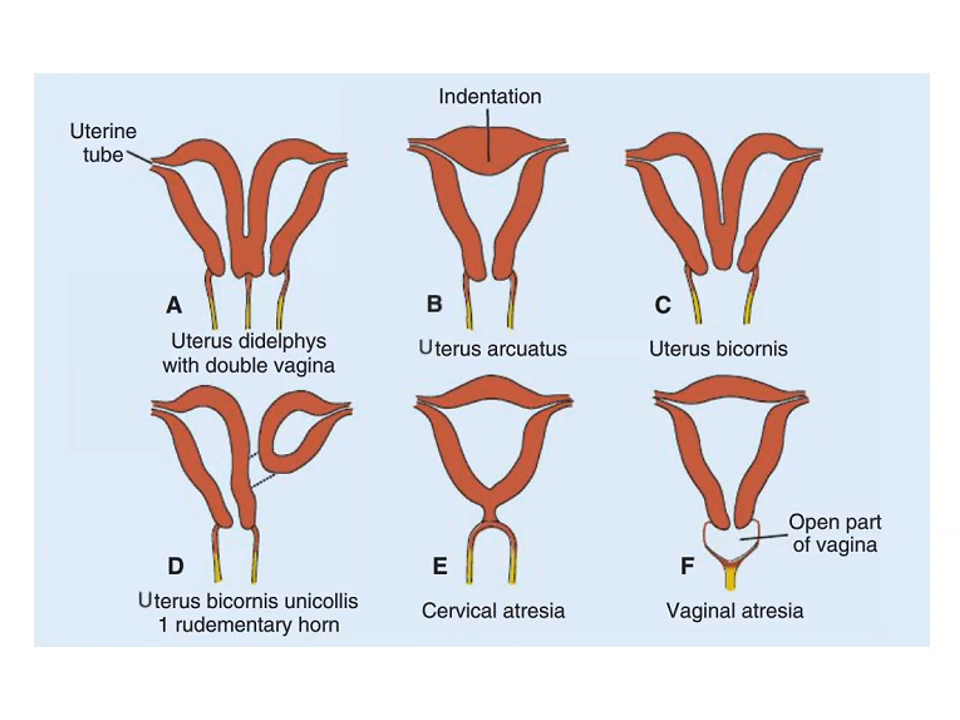 Indentation
Uterine
tube
A
Uterus didelphys
with double vagina
B
Uterus arcuatus
C
Uterus bicornis
D
Uterus bicornis unicollis
1 rudementary horn
E
Cervical atresia
Open part
of vagina
F
Vaginal atresia